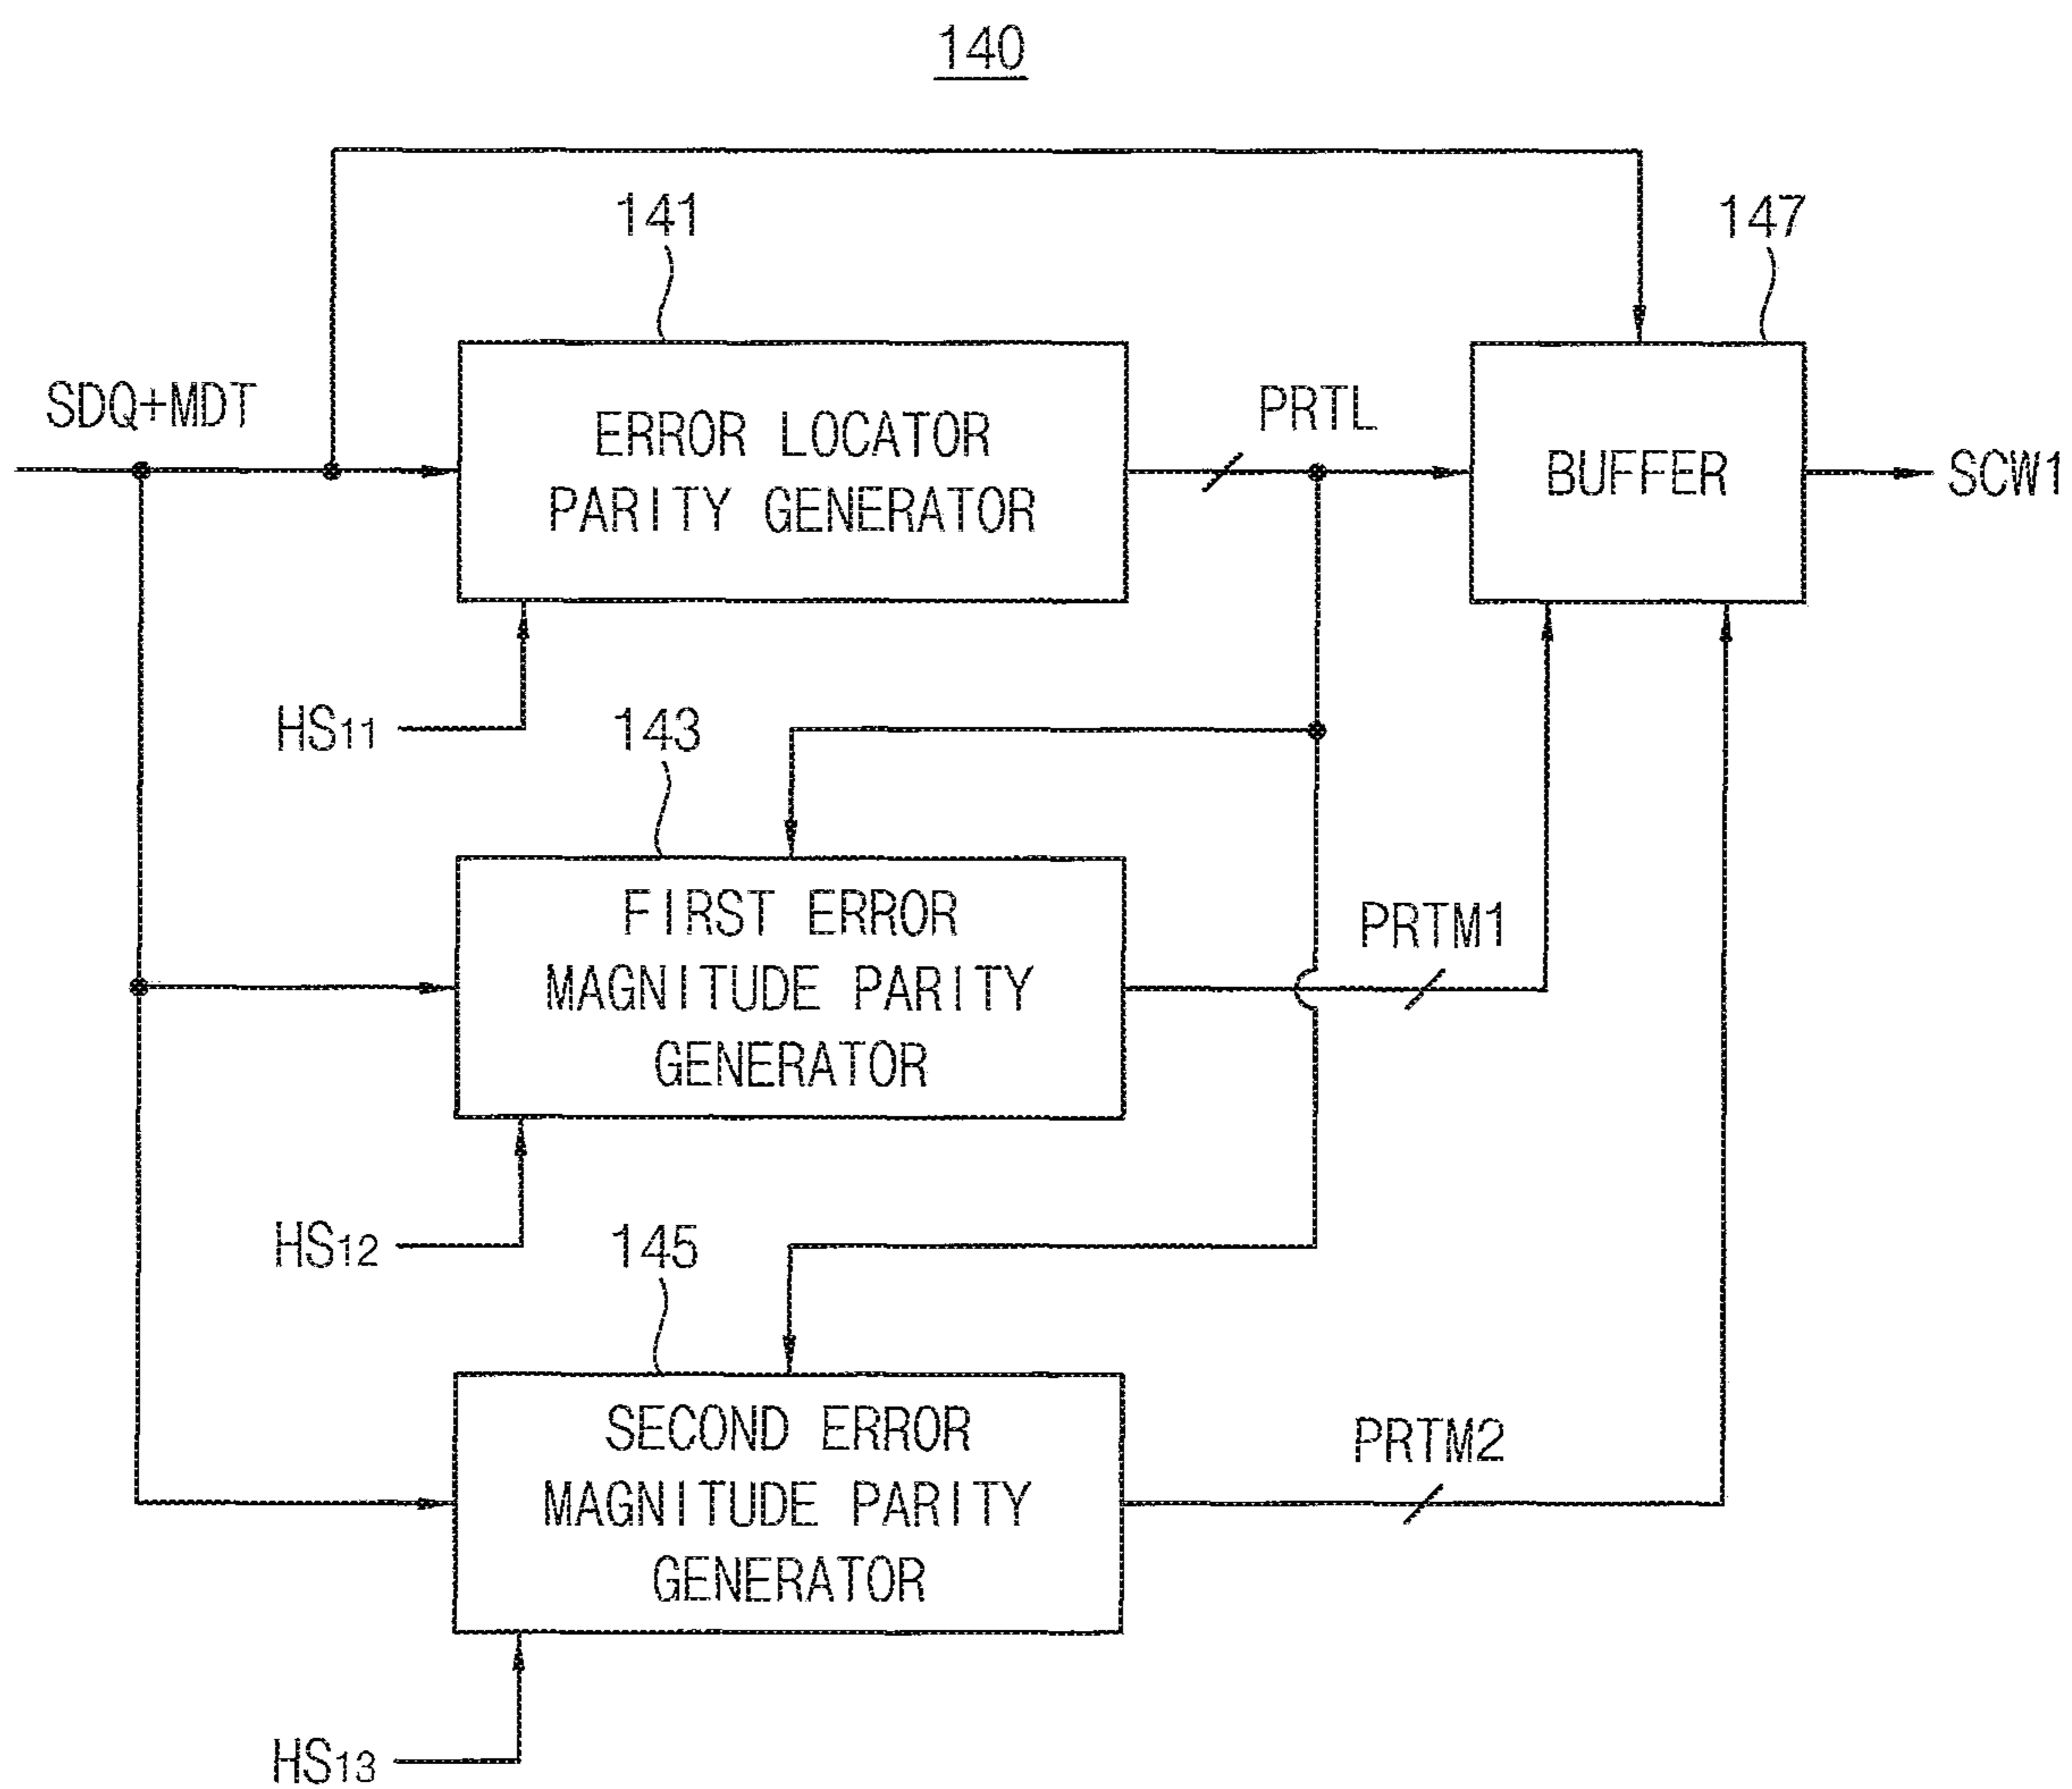 140
141
147
SDQ+MDT
ERROR LOCATOR
PARITY GENERATOR
PRTL
BUFFER
SCW1
HS11
143
FIRST ERROR
MAGNITUDE PARITY
GENERATOR
PRTM1
HS12
145
SECOND ERROR
MAGNITUDE PARITY
GENERATOR
PRTM2
HS13